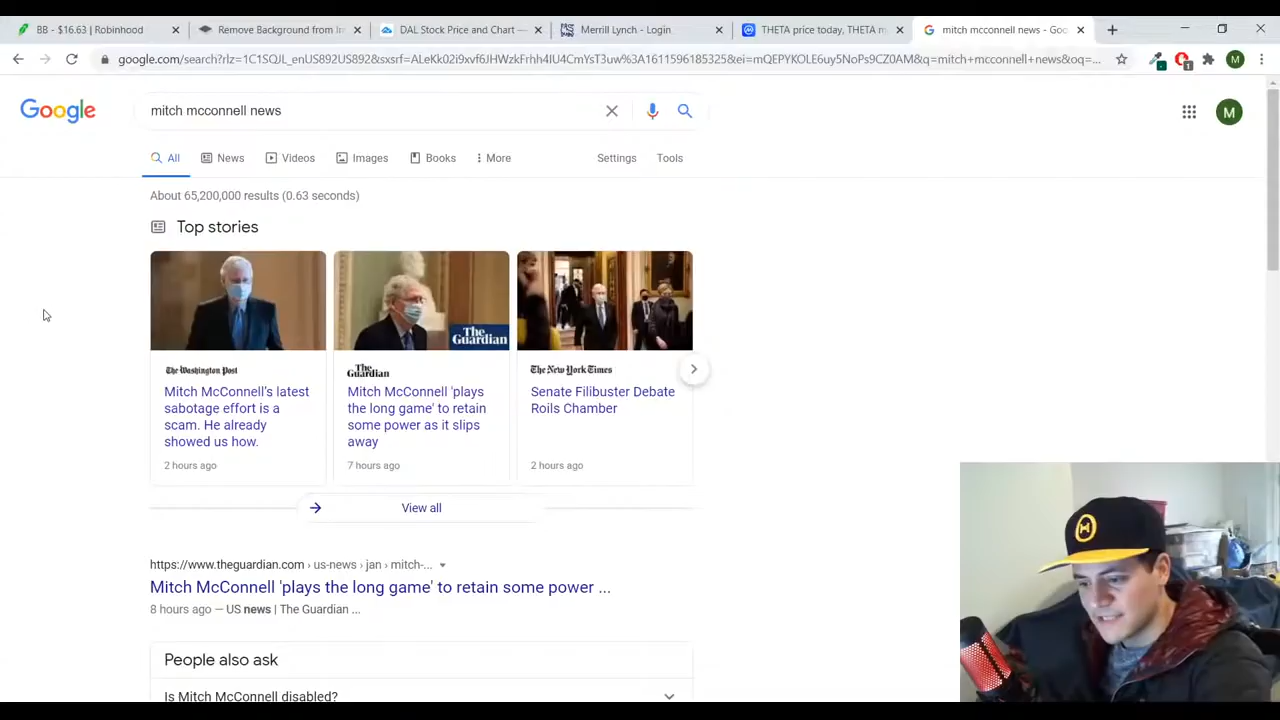 BB - $16.63 | Robinhood
Remove Background from Im
DAL Stock Price and Chart —
Merrill Lynch - Login
THETA price today, THETA m
mitch mcconnell news - Goo
google.com/search?rlz=1C1SQJL_enUS892US892&sxsrf=ALeKk02i9xvf6JHWzkFrhh4IU4CmYsT3uw%3A1611596185325&ei=mQEPYKOLE6uy5NoPs9CZ0AM&q=mitch+mcconnell+news&oq=...
M
Google
mitch mcconnell news
M
All
News
Videos
Images
Books
More
Settings
Tools
About 65,200,000 results (0.63 seconds)
Top stories
The Washington Post
Mitch McConnell's latest
sabotage effort is a
scam. He already
showed us how.
2 hours ago
The Guardian
The Guardian
Mitch McConnell 'plays
the long game' to retain
some power as it slips
away
7 hours ago
The New York Times
Senate Filibuster Debate
Roils Chamber
2 hours ago
View all
https://www.theguardian.com › us-news › jan › mitch-...
Mitch McConnell 'plays the long game' to retain some power ...
8 hours ago — US news | The Guardian ...
People also ask
Is Mitch McConnell disabled?